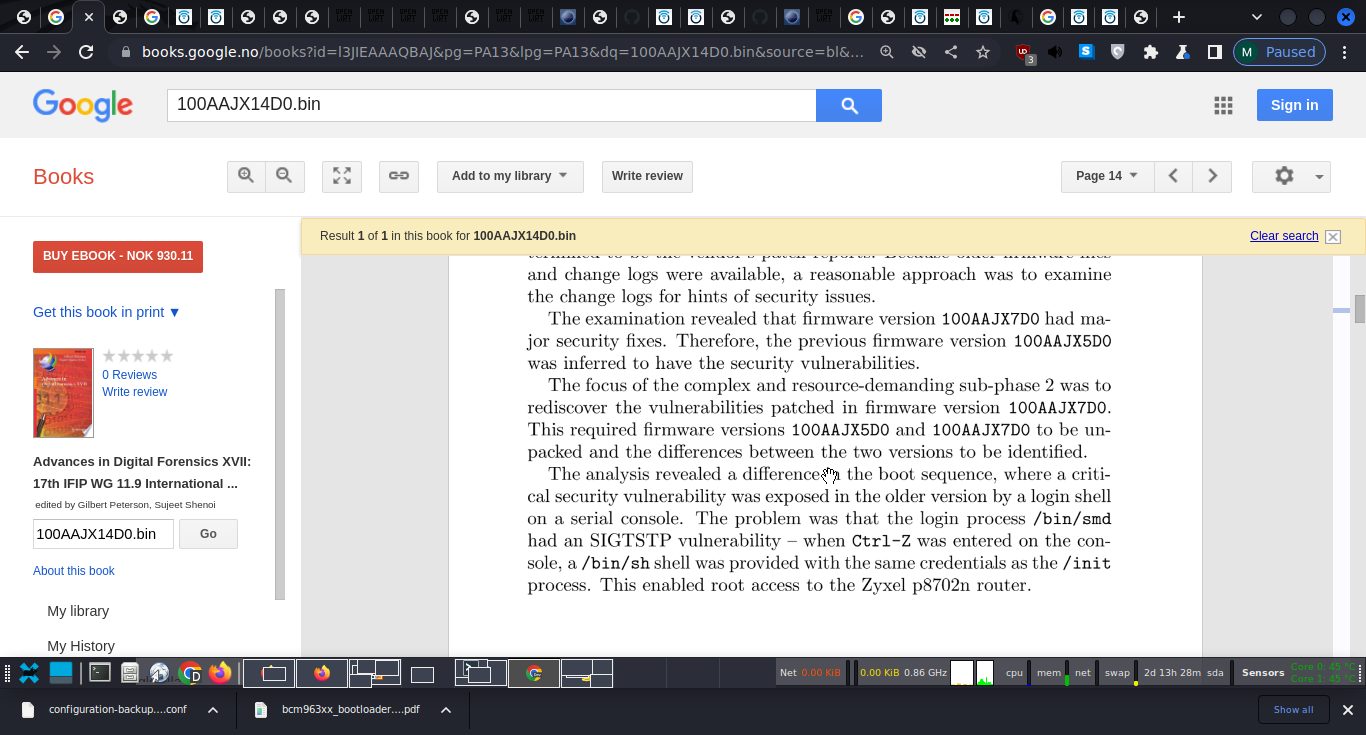 books.google.no/books?id=l3JIEAAAQBAJ&pg=PA13&lpg=PA13&dq=100AAJX14D0.bin&source=bl&...
3
M Paused
Google
100AAJX14D0.bin
Sign in
Books
Add to my library
Write review
Page 14
Result 1 of 1 in this book for 100AAJX14D0.bin
Clear search
BUY EBOOK - NOK 930.11
Get this book in print ▼
0 Reviews
Write review
Advances in Digital Forensics XVII:
17th IFIP WG 11.9 International ...
edited by Gilbert Peterson, Sujeet Shenoi
100AAJX14D0.bin
Go
About this book
My library
My History
and change logs were available, a reasonable approach was to examine
the change logs for hints of security issues.
The examination revealed that firmware version 100AAJX7D0 had ma-
jor security fixes. Therefore, the previous firmware version 100AAJX5D0
was inferred to have the security vulnerabilities.
The focus of the complex and resource-demanding sub-phase 2 was to
rediscover the vulnerabilities patched in firmware version 100AAJX7D0.
This required firmware versions 100AAJX5D0 and 100AAJX7D0 to be un-
packed and the differences between the two versions to be identified.
The analysis revealed a difference in the boot sequence, where a criti-
cal security vulnerability was exposed in the older version by a login shell
on a serial console. The problem was that the login process /bin/smd
had an SIGTSTP vulnerability – when Ctrl-Z was entered on the con-
sole, a /bin/sh shell was provided with the same credentials as the /init
process. This enabled root access to the Zyxel p8702n router.
Net 0.00 KiB
0.00 KiB 0.86 GHz
cpu
mem
net
swap
2d 13h 28m sda
Sensors
Core 0: 45 °C
Core 1: 45 °C
configuration-backup....conf
bcm963xx_bootloader....pdf
Show all